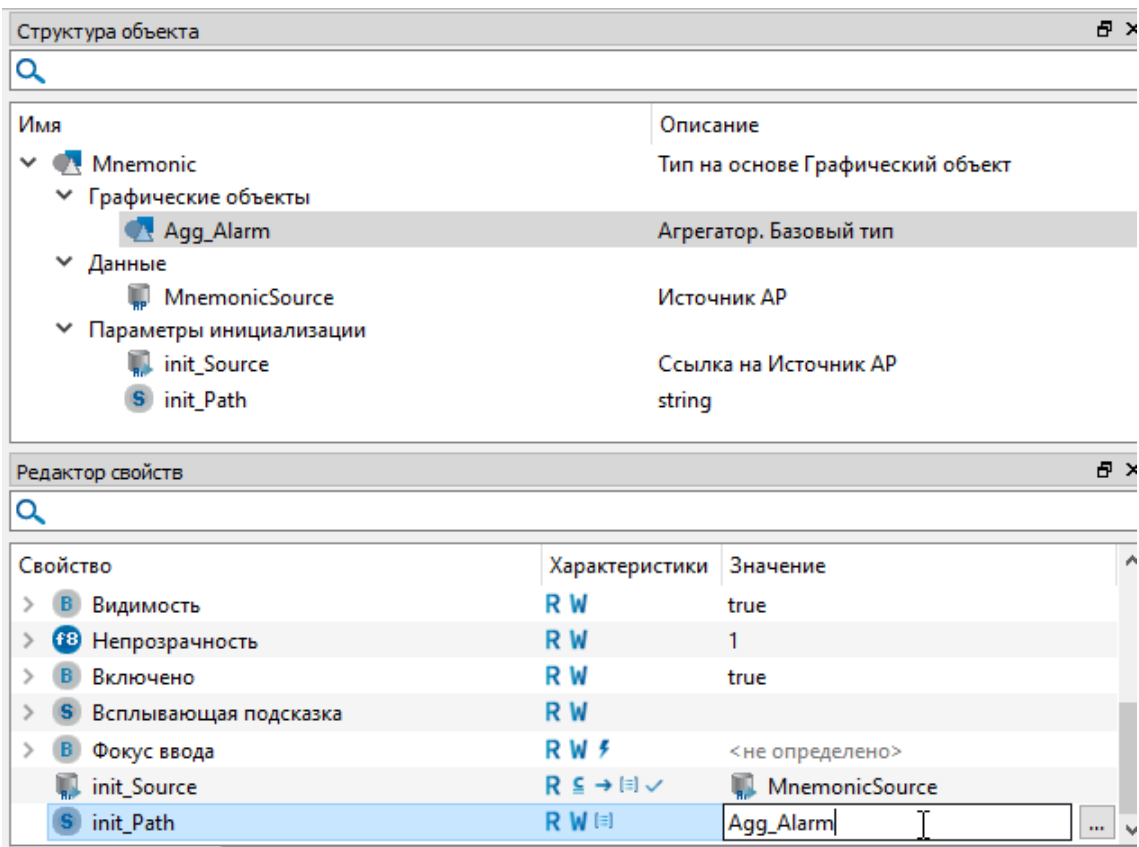 Структура объекта
Имя Описание
Mnemonic Тип на основе Графический объект
Графические объекты
Agg_Alarm Агрегатор. Базовый тип
Данные
MnemonicSource Источник AP
Параметры инициализации
init_Source Ссылка на Источник AP
S init_Path string
Редактор свойств
Свойство Характеристики Значение
B Видимость R W true
f8 Непрозрачность R W 1
B Включено R W true
S Всплывающая подсказка R W
B Фокус ввода R W <не определено>
init_Source R MnemonicSource
S init_Path R W Agg_Alarm ...